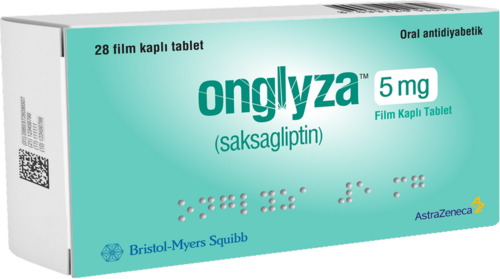 28 film kaplı tablet
Oral antidiyabetik
onglyza™ 5 mg
Film Kaplı Tablet
(saksagliptin)
Bristol-Myers Squibb
AstraZeneca